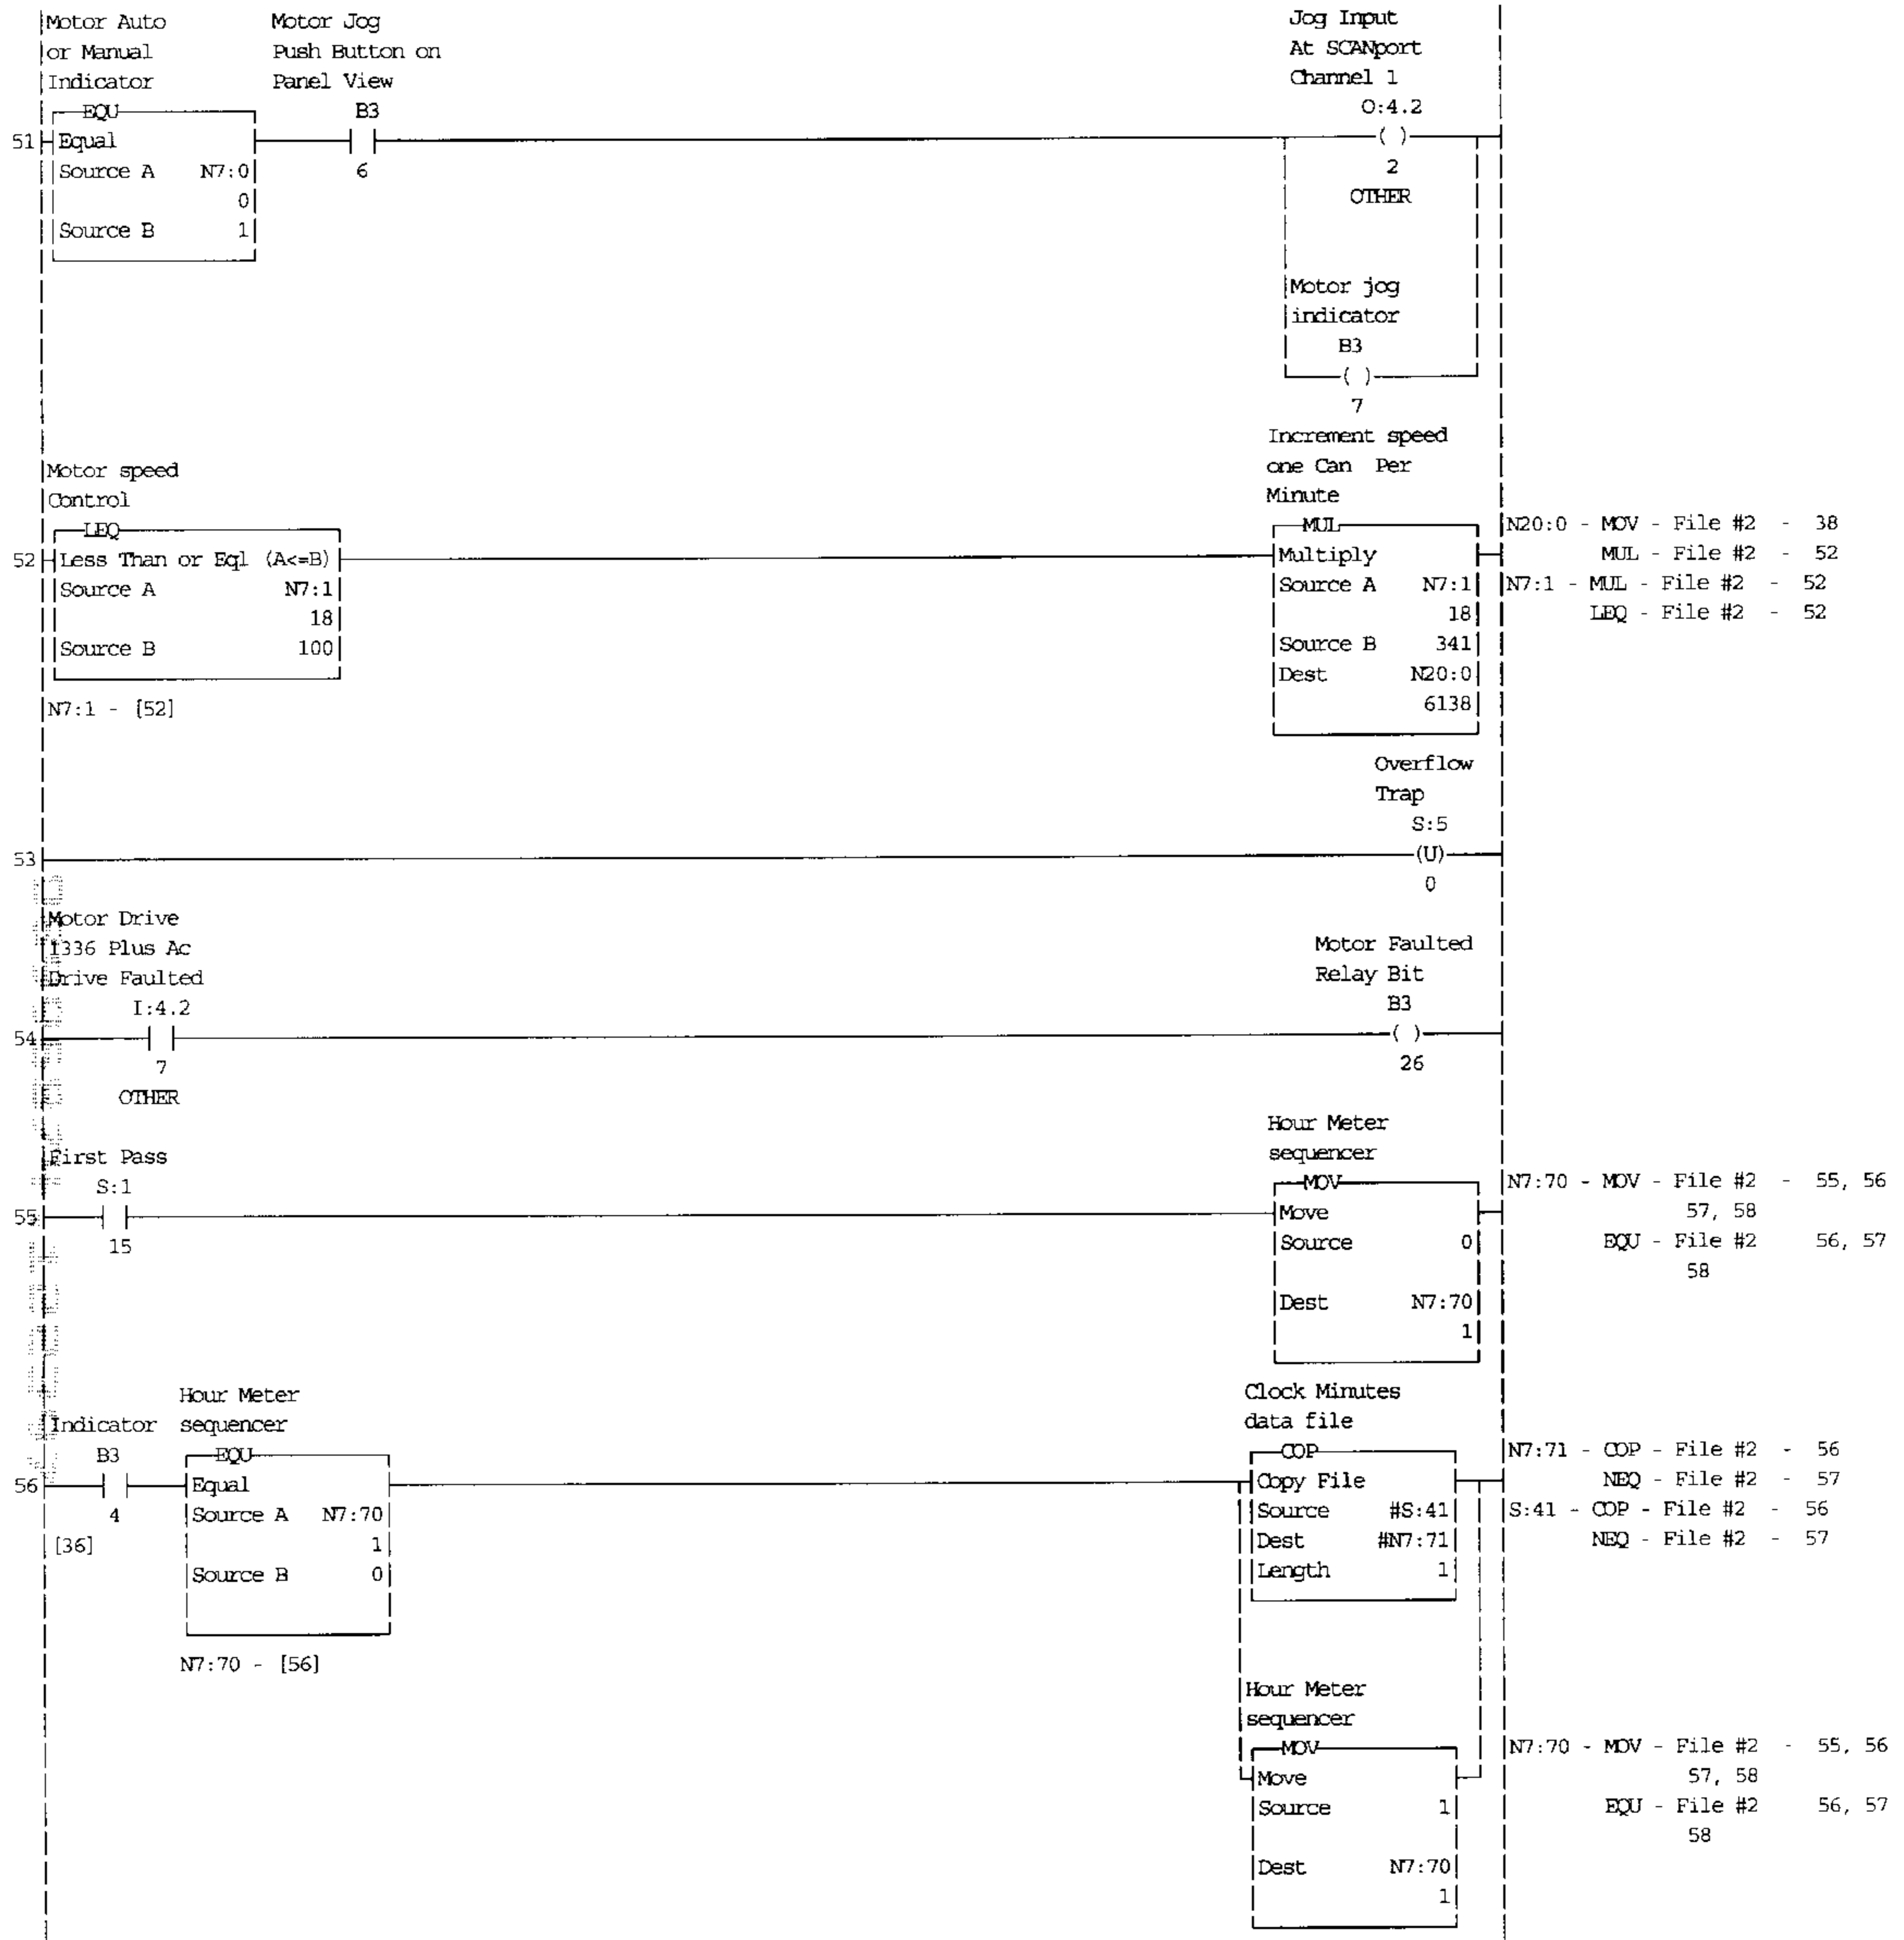 Motor Auto
or Manual
Indicator
Motor Jog
Push Button on
Panel View
Jog Input
At SCANport
Channel 1
EQU
B3
O:4.2
51
Equal
( )
Source A N7:0
0
6
2
OTHER
Source B 1
Motor jog
indicator
B3
( )
7
Motor speed
Control
Increment speed
one Can Per
Minute
LEQ
MUL
N20:0 - MOV - File #2 - 38
52
Less Than or Eql (A<=B)
Multiply
MUL - File #2 - 52
Source A N7:1
18
Source A N7:1
18
N7:1 - MUL - File #2 - 52
LEQ - File #2 - 52
Source B 100
Source B 341
Dest N20:0
6138
N7:1 - [52]
Overflow
Trap
S:5
53
(U)
0
Motor Drive
1336 Plus Ac
Drive Faulted
I:4.2
Motor Faulted
Relay Bit
B3
54
( )
7
26
OTHER
First Pass
S:1
Hour Meter
sequencer
MOV
N7:70 - MOV - File #2 - 55, 56
57, 58
55
Move
15
Source 0
EQU - File #2 56, 57
58
Dest N7:70
1
Indicator
B3
Hour Meter
sequencer
EQU
Clock Minutes
data file
COP
N7:71 - COP - File #2 - 56
56
Equal
Copy File
NEQ - File #2 - 57
4
Source A N7:70
1
Source #S:41
S:41 - COP - File #2 - 56
[36]
Dest #N7:71
NEQ - File #2 - 57
Source B 0
Length 1
N7:70 - [56]
Hour Meter
sequencer
MOV
N7:70 - MOV - File #2 - 55, 56
Move
57, 58
Source 1
EQU - File #2 56, 57
58
Dest N7:70
1